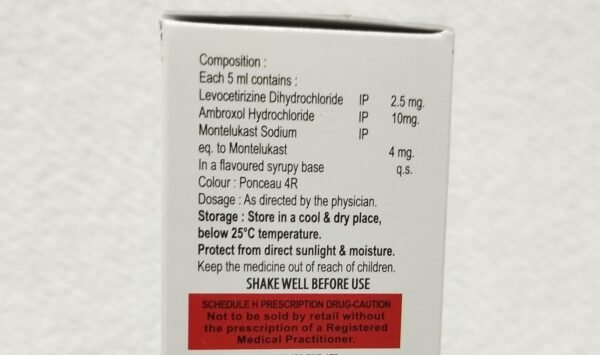 Composition :
Each 5 ml contains :
Levocetirizine Dihydrochloride IP 2.5 mg.
Ambroxol Hydrochloride IP 10mg.
Montelukast Sodium IP
eq. to Montelukast 4 mg.
In a flavoured syrupy base q.s.
Colour : Ponceau 4R
Dosage : As directed by the physician.
Storage : Store in a cool & dry place,
below 25°C temperature.
Protect from direct sunlight & moisture.
Keep the medicine out of reach of children.
SHAKE WELL BEFORE USE
SCHEDULE H PRESCRIPTION DRUG-CAUTION
Not to be sold by retail without
the prescription of a Registered
Medical Practitioner.